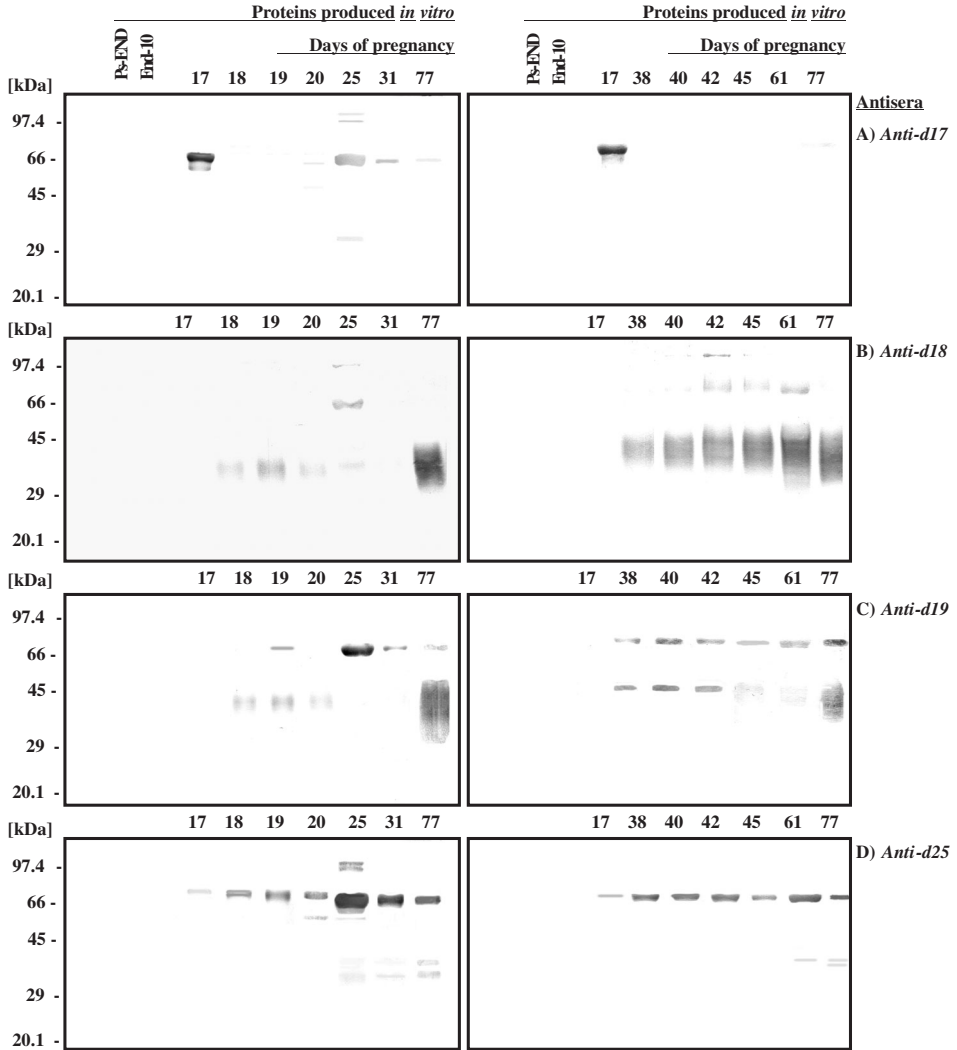 Proteins produced in vitro Proteins produced in vitro
Days of pregnancy Days of pregnancy
Ps-END End-10 Ps-END End-10
17 18 19 20 25 31 77 17 38 40 42 45 61 77
[kDa]
Antisera
97.4 -
A) Anti-d17
66 -
45 -
29 -
20.1 -
[kDa] 17 18 19 20 25 31 77 17 38 40 42 45 61 77
B) Anti-d18
97.4 -
66 -
45 -
29 -
20.1 -
[kDa] 17 18 19 20 25 31 77 17 38 40 42 45 61 77
C) Anti-d19
97.4 -
66 -
45 -
29 -
20.1 -
[kDa] 17 18 19 20 25 31 77 17 38 40 42 45 61 77
D) Anti-d25
97.4 -
66 -
45 -
29 -
20.1 -